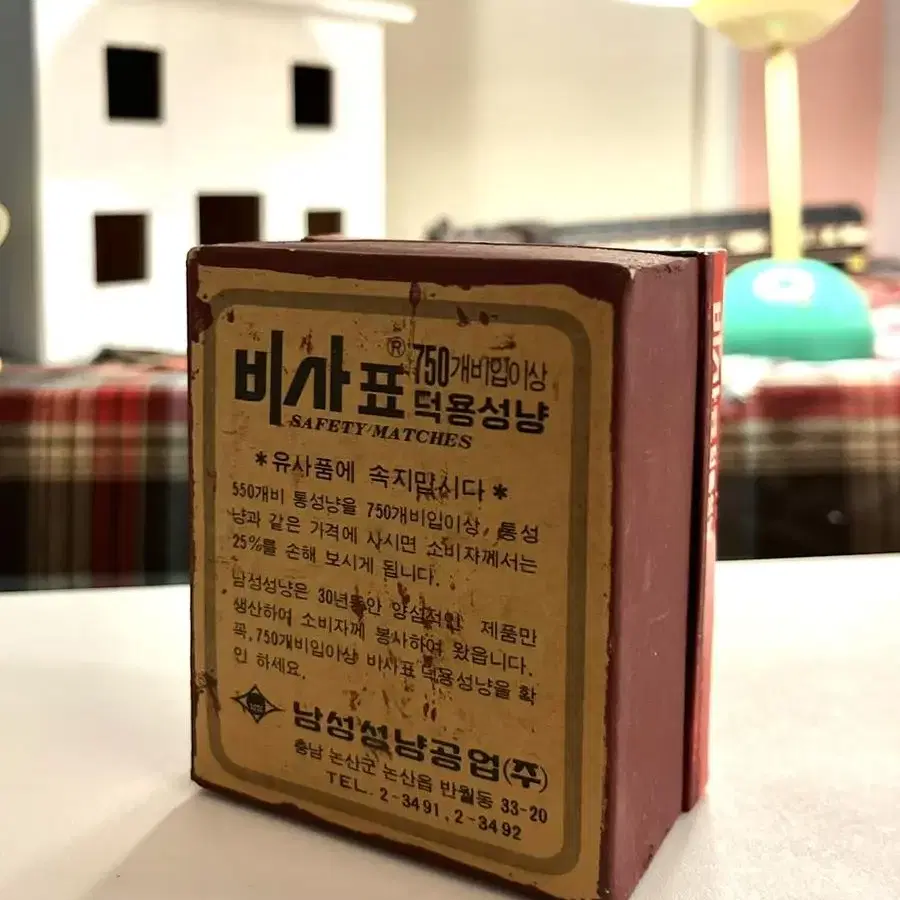 비사표® 750개비입이상
덕용성냥
SAFETY MATCHES
*유사품에 속지맙시다*
550개비 통성냥을 750개비입이상, 통성
냥과 같은 가격에 사시면 소비자께서는
25%를 손해 보시게 됩니다.
남성성냥은 30년동안 양심적인 제품만
생산하여 소비자께 봉사하여 왔읍니다.
꼭, 750개비입이상 비사표덕용성냥을 확
인 하세요.
남성성냥공업(주)
충남 논산군 논산읍 반월동 33-20
TEL. 2-3491, 2-3492